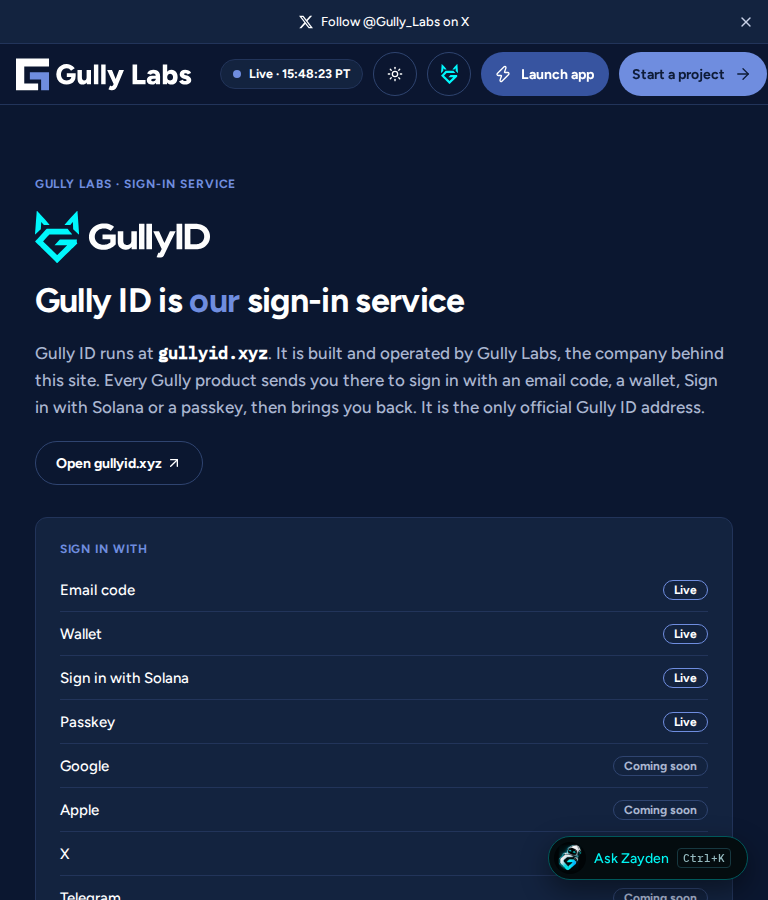 Follow @Gully_Labs on X
Gully Labs
Live · 15:48:23 PT
Launch app
Start a project
GULLY LABS · SIGN-IN SERVICE
GullyID
Gully ID is our sign-in service
Gully ID runs at gullyid.xyz. It is built and operated by Gully Labs, the company behind
this site. Every Gully product sends you there to sign in with an email code, a wallet, Sign
in with Solana or a passkey, then brings you back. It is the only official Gully ID address.
Open gullyid.xyz
SIGN IN WITH
Email code Live
Wallet Live
Sign in with Solana Live
Passkey Live
Google Coming soon
Apple Coming soon
X
Ask Zayden Ctrl+K
Telegram Coming soon